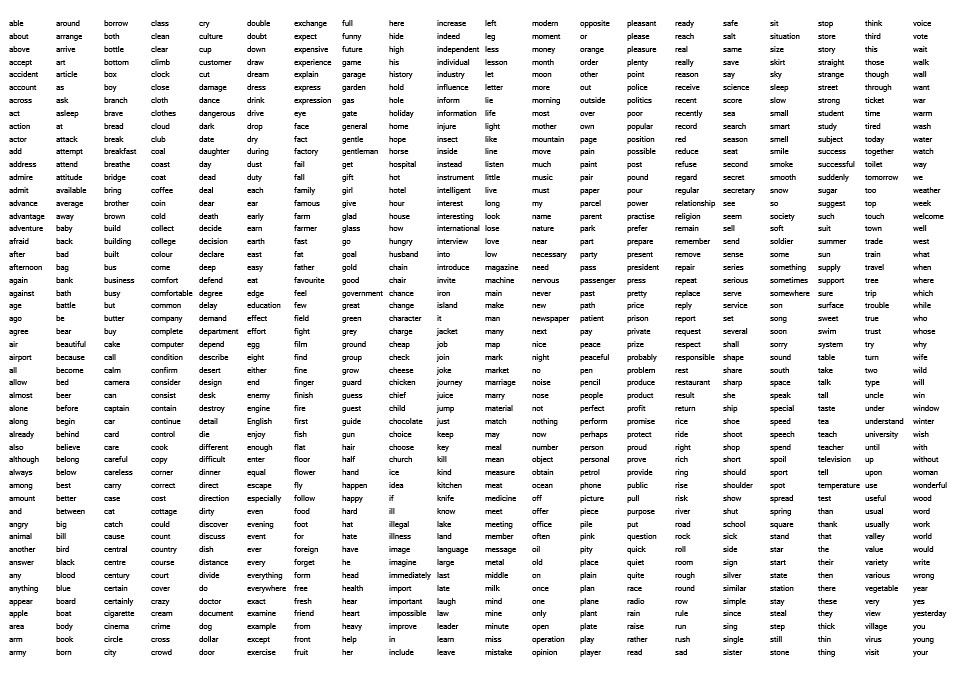 able around borrow class cry double exchange full here increase left modern opposite pleasant ready safe sit stop think voice
about arrange both clean culture doubt expect funny hide indeed leg moment or please reach salt situation store third vote
above arrive bottle clear cup down expensive future high independent less money orange pleasure real same size story this wait
accept art bottom climb customer draw experience game his individual lesson month order plenty really save skirt straight those walk
accident article box clock cut dream explain garage history industry let moon other point reason say sky strange though wall
account as boy close damage dress express garden hold influence letter more out police receive science sleep street through want
across ask branch cloth dance drink expression gas hole inform lie morning outside politics recent score slow strong ticket war
act asleep brave clothes dangerous drive eye gate holiday information life most over poor recently sea small student time warm
action at bread cloud dark drop face general home injure light mother own popular record search smart study tired wash
actor attack break club date dry fact gentle hope insect like mountain page position red season smell subject today water
add attempt breakfast coal daughter during factory gentleman horse inside line move pain possible reduce seat smile success together watch
address attend breathe coast day dust fail get hospital instead listen much paint post refuse second smoke successful toilet way
admire attitude bridge coat dead duty fall gift hot instrument little music pair pound regard secret smooth suddenly tomorrow we
admit available bring coffee deal each family girl hotel intelligent live must paper pour regular secretary snow sugar too weather
advance average brother coin dear ear famous give hour interest long my parcel power relationship see so suggest top week
advantage away brown cold death early farm glad house interesting look name parent practise religion seem society such touch welcome
adventure baby build collect decide earn farmer glass how international lose nature park prefer remain sell soft suit town well
afraid back building college decision earth fast go hungry interview love near part prepare remember send soldier summer trade west
after bad built colour declare east fat goal husband into low necessary party present remove sense some sun train what
afternoon bag bus come deep easy father gold chain introduce magazine need pass president repair series something supply travel when
again bank business comfort defend eat favourite good chair invite machine nervous passenger press repeat serious sometimes support tree where
against bath busy comfortable degree edge feel government chance iron main never past pretty replace serve somewhere sure trip which
age battle but common delay education few great change island make new path price reply service son surface trouble while
ago be butter company demand effect field green character it man newspaper patient prison report set song sweet true who
agree bear buy complete department effort fight grey charge jacket many next pay private request several soon swim trust whose
air beautiful cake computer depend egg film ground cheap job map nice peace prize respect shall sorry system try why
airport because call condition describe eight find group check join mark night peaceful probably responsible shape sound table turn wife
all become calm confirm desert either fine grow cheese joke market no pen problem rest share south take two wild
allow bed camera consider design end finger guard chicken journey marriage noise pencil produce restaurant sharp space talk type will
almost beer can consist desk enemy finish guess chief juice marry nose people product result she speak tall uncle win
alone before captain contain destroy engine fire guest child jump material not perfect profit return ship special taste under window
along begin car continue detail English first guide chocolate just match nothing perform promise rice shoe speed tea understand winter
already behind card control die enjoy fish gun choice keep may now perhaps protect ride shoot speech teach university wish
also believe care cook different enough flat hair choose key meal number person proud right shop spend teacher until with
although belong careful copy difficult enter floor half church kill mean object personal prove rich short spoil television up without
always below careless corner dinner equal flower hand ice kind measure obtain petrol provide ring should sport tell upon woman
among best carry correct direct escape fly happen idea kitchen meat ocean phone public rise shoulder spot temperature use wonderful
amount better case cost direction especially follow happy if knife medicine off picture pull risk show spread test useful wood
and between cat cottage dirty even food hard ill know meet offer piece purpose river shut spring than usual word
angry big catch could discover evening foot hat illegal lake meeting office pile put road school square thank usually work
animal bill cause count discuss event for hate illness land member often pink question rock sick stand that valley world
another bird central country dish ever foreign have image language message oil pity quick roll side star the value would
answer black centre course distance every forget he imagine large metal old place quiet room sign start their variety write
any blood century court divide everything form head immediately last middle on plain quite rough silver state then various wrong
anything blue certain cover do everywhere free health import late milk once plan race round similar station there vegetable year
appear board certainly crazy doctor exact fresh hear important laugh mind one plane radio row simple stay these very yes
apple boat cigarette cream document examine friend heart impossible law mine only plant rain rule since steal they view yesterday
area body cinema crime dog example from heavy improve leader minute open plate raise run sing step thick village you
arm book circle cross dollar except front help in learn miss operation play rather rush single still thin virus young
army born city crowd door exercise fruit her include leave mistake opinion player read sad sister stone thing visit your